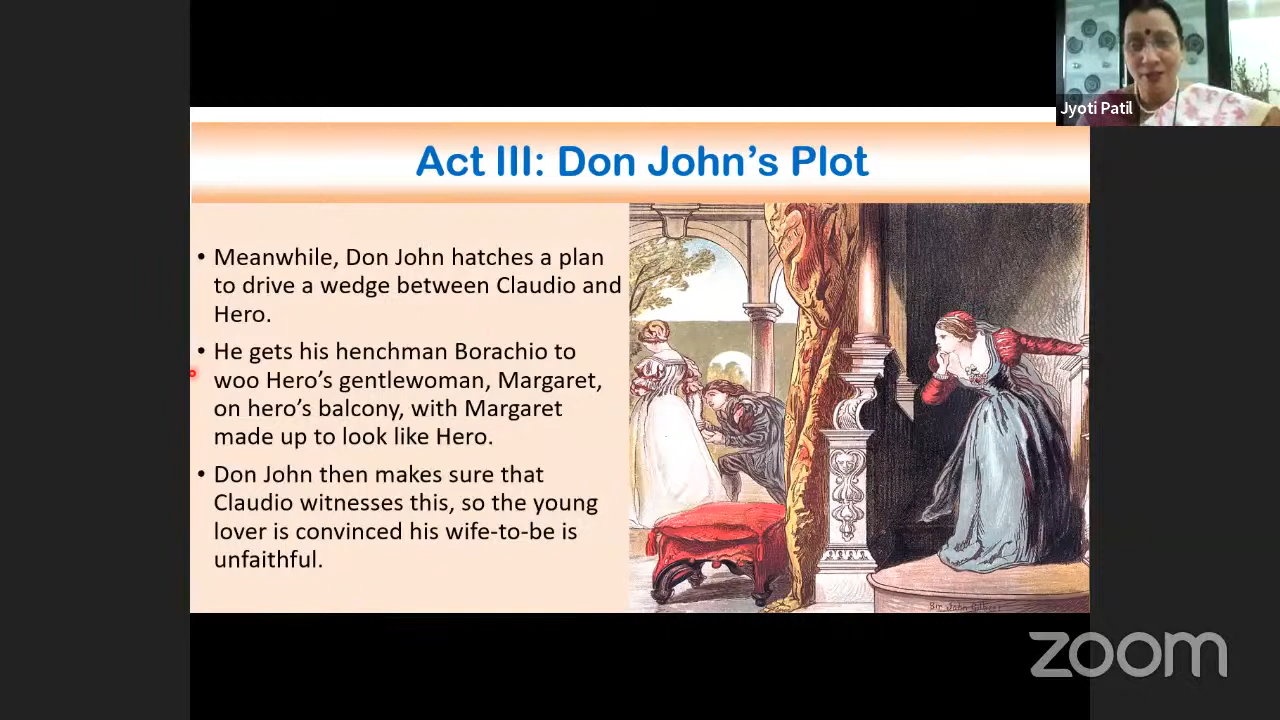 Jyoti Patil
Act III: Don John’s Plot
• Meanwhile, Don John hatches a plan
to drive a wedge between Claudio and
Hero.
• He gets his henchman Borachio to
woo Hero’s gentlewoman, Margaret,
on hero’s balcony, with Margaret
made up to look like Hero.
• Don John then makes sure that
Claudio witnesses this, so the young
lover is convinced his wife-to-be is
unfaithful.
Sir John Gilbert
zoom